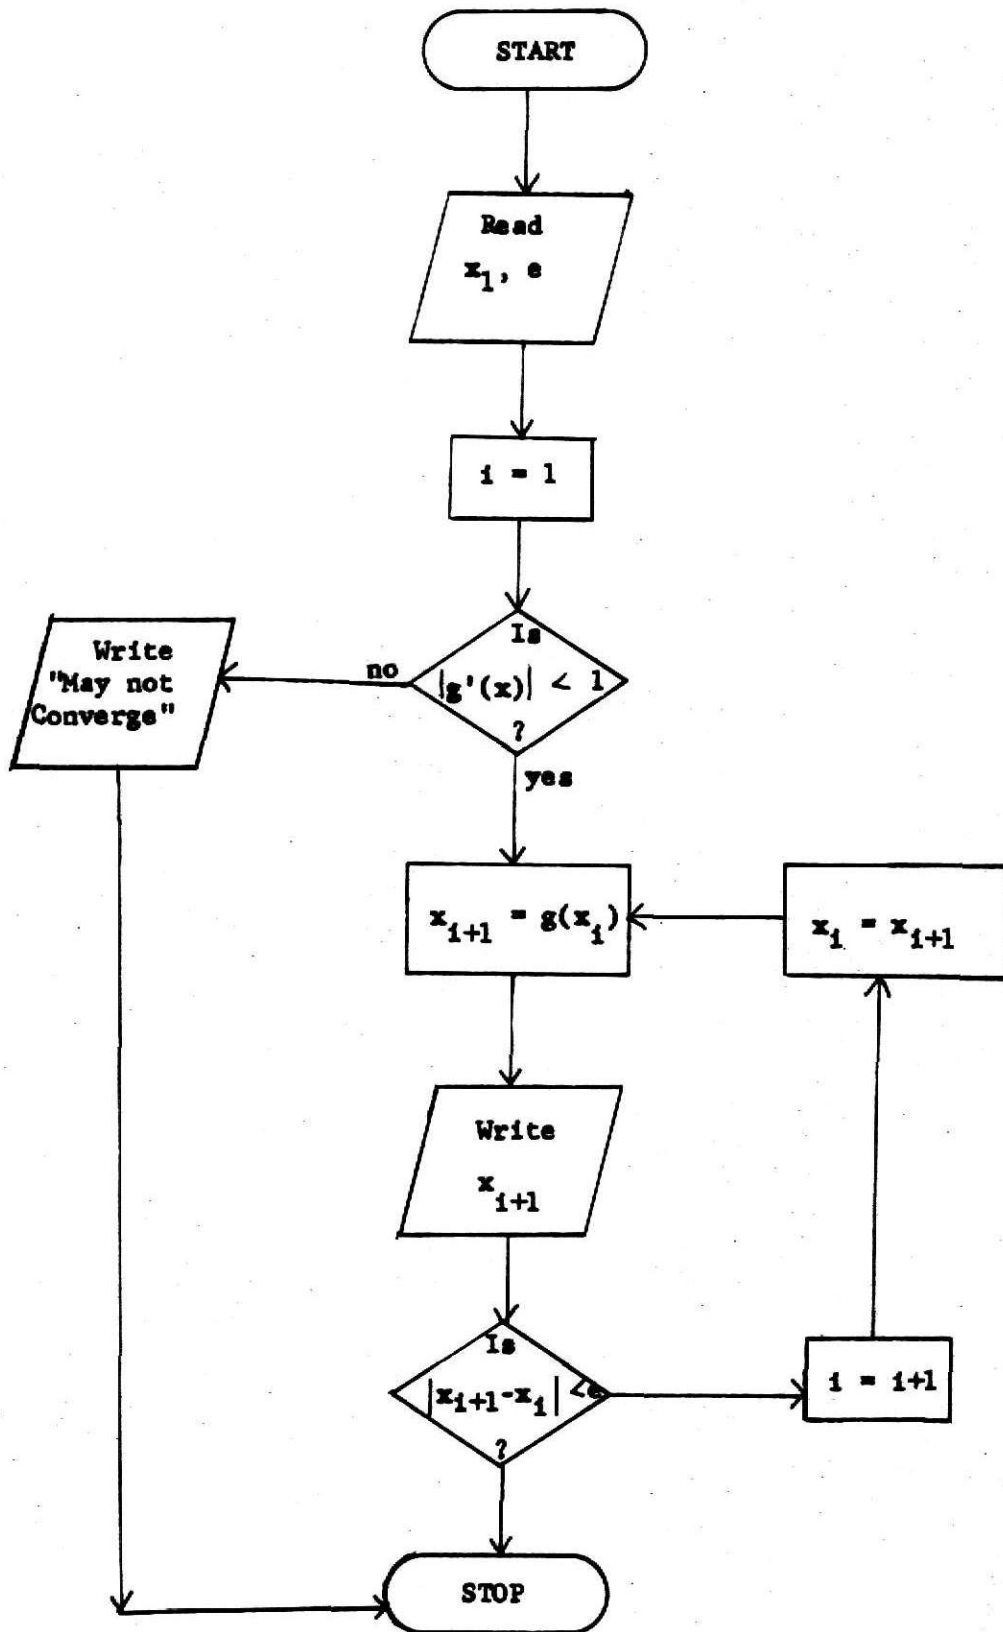 START
Read
x₁, e
i = 1
Is
|g'(x)| < 1
?
no
Write
"May not
Converge"
yes
xᵢ₊₁ = g(xᵢ)
xᵢ = xᵢ₊₁
Write
xᵢ₊₁
Is
|xᵢ₊₁-xᵢ| <e
?
i = i+1
STOP